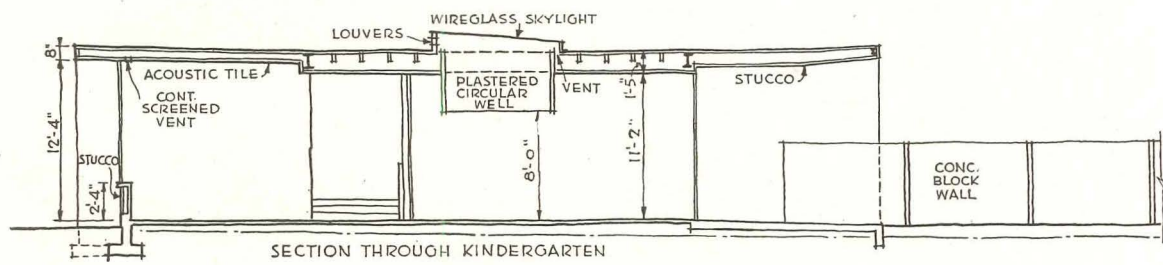 WIREGLASS SKYLIGHT
LOUVERS
8"
ACOUSTIC TILE
CONT.
SCREENED
VENT
PLASTERED
CIRCULAR
WELL
VENT
1'-5"
STUCCO
12'-4"
STUCCO
2'-4"
8'-0"
11'-2"
CONC.
BLOCK
WALL
SECTION THROUGH KINDERGARTEN